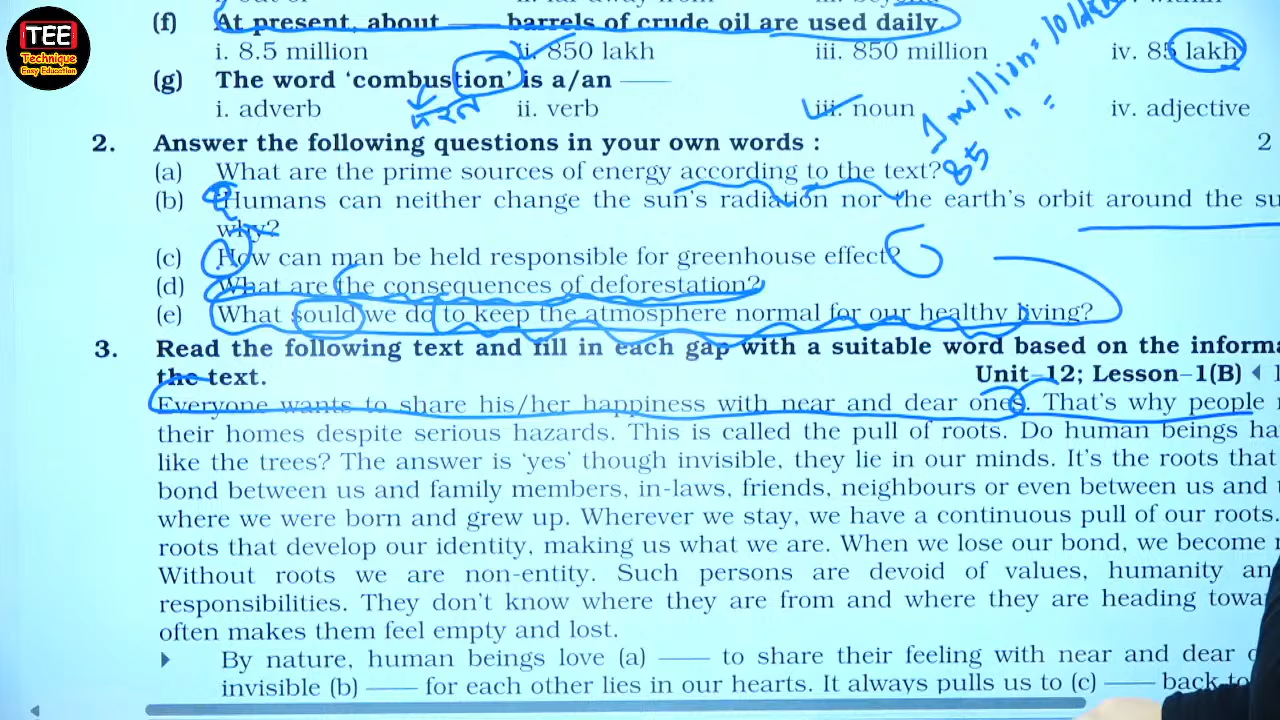 TEE
Technique
Easy Education
(f) At present, about —— barrels of crude oil are used daily.
i. 8.5 million ii. 850 lakh iii. 850 million iv. 85 lakh
(g) The word ‘combustion’ is a/an ——
i. adverb ii. verb iii. noun iv. adjective
1 million = 10 lakh
85 " =
2. Answer the following questions in your own words : 2
(a) What are the prime sources of energy according to the text?
(b) Humans can neither change the sun's radiation nor the earth's orbit around the su
why?
(c) How can man be held responsible for greenhouse effect?
(d) What are the consequences of deforestation?
(e) What sould we do to keep the atmosphere normal for our healthy living?
3. Read the following text and fill in each gap with a suitable word based on the informa
the text. Unit–12; Lesson–1(B)
Everyone wants to share his/her happiness with near and dear ones. That's why people
their homes despite serious hazards. This is called the pull of roots. Do human beings ha
like the trees? The answer is ‘yes’ though invisible, they lie in our minds. It's the roots that
bond between us and family members, in-laws, friends, neighbours or even between us and
where we were born and grew up. Wherever we stay, we have a continuous pull of our roots.
roots that develop our identity, making us what we are. When we lose our bond, we become
Without roots we are non-entity. Such persons are devoid of values, humanity an
responsibilities. They don't know where they are from and where they are heading towa
often makes them feel empty and lost.
By nature, human beings love (a) —— to share their feeling with near and dear
invisible (b) —— for each other lies in our hearts. It always pulls us to (c) —— back to